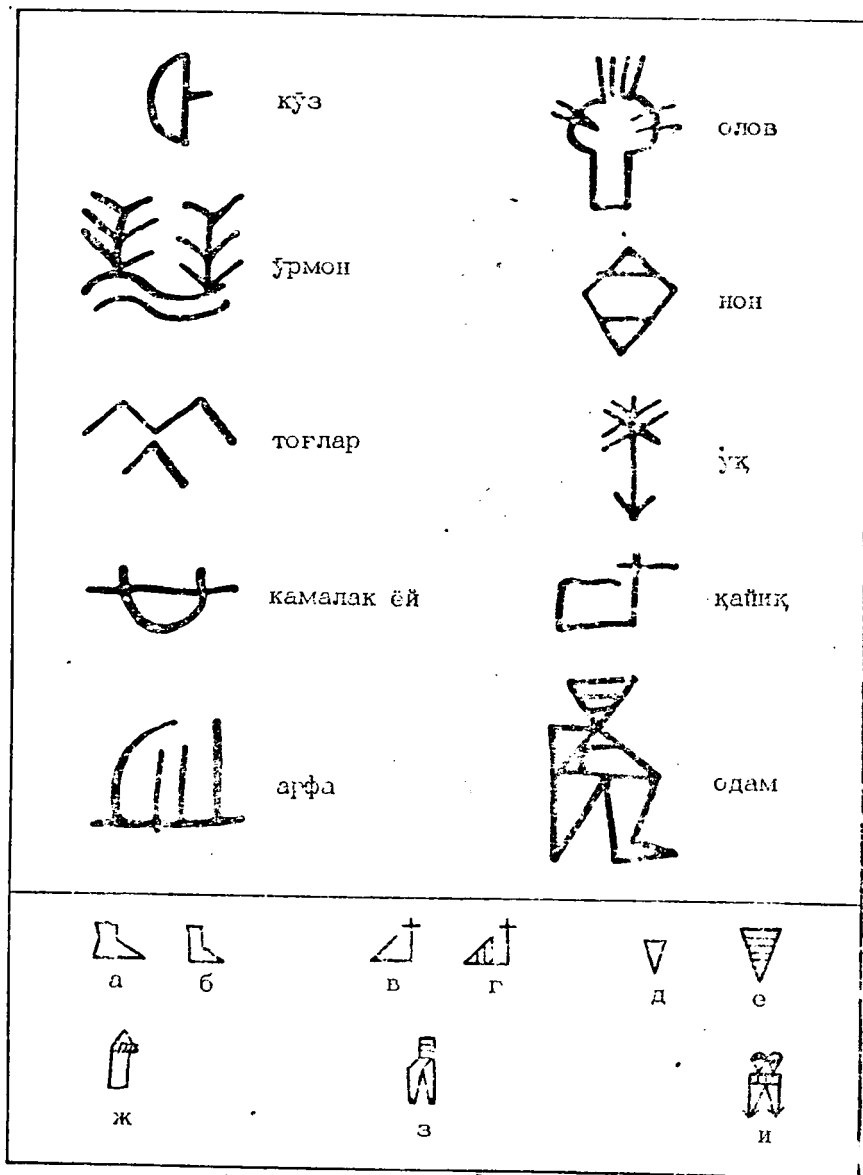 кўз
олов
ўрмон
нон
тоғлар
ўқ
камалак ёй
қайиқ
арфа
одам
а б в г д е
ж з и